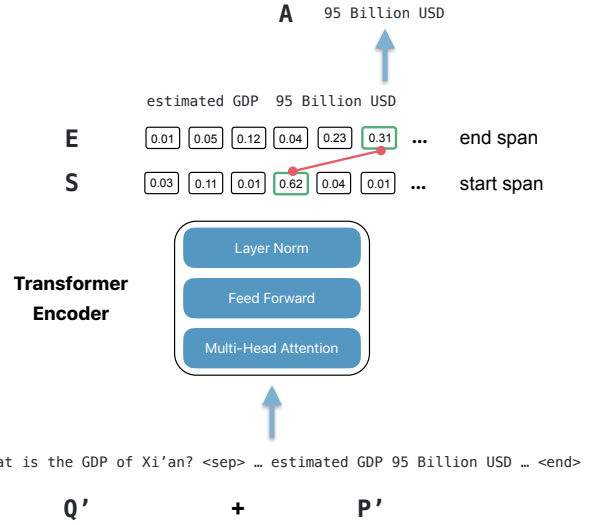 A 95 Billion USD
estimated GDP 95 Billion USD
E 0.01 0.05 0.12 0.04 0.23 0.31 ... end span
S 0.03 0.11 0.01 0.62 0.04 0.01 ... start span
Layer Norm
Transformer Encoder
Feed Forward
Multi-Head Attention
at is the GDP of Xi’an? <sep> … estimated GDP 95 Billion USD … <end>
Q’ + P’